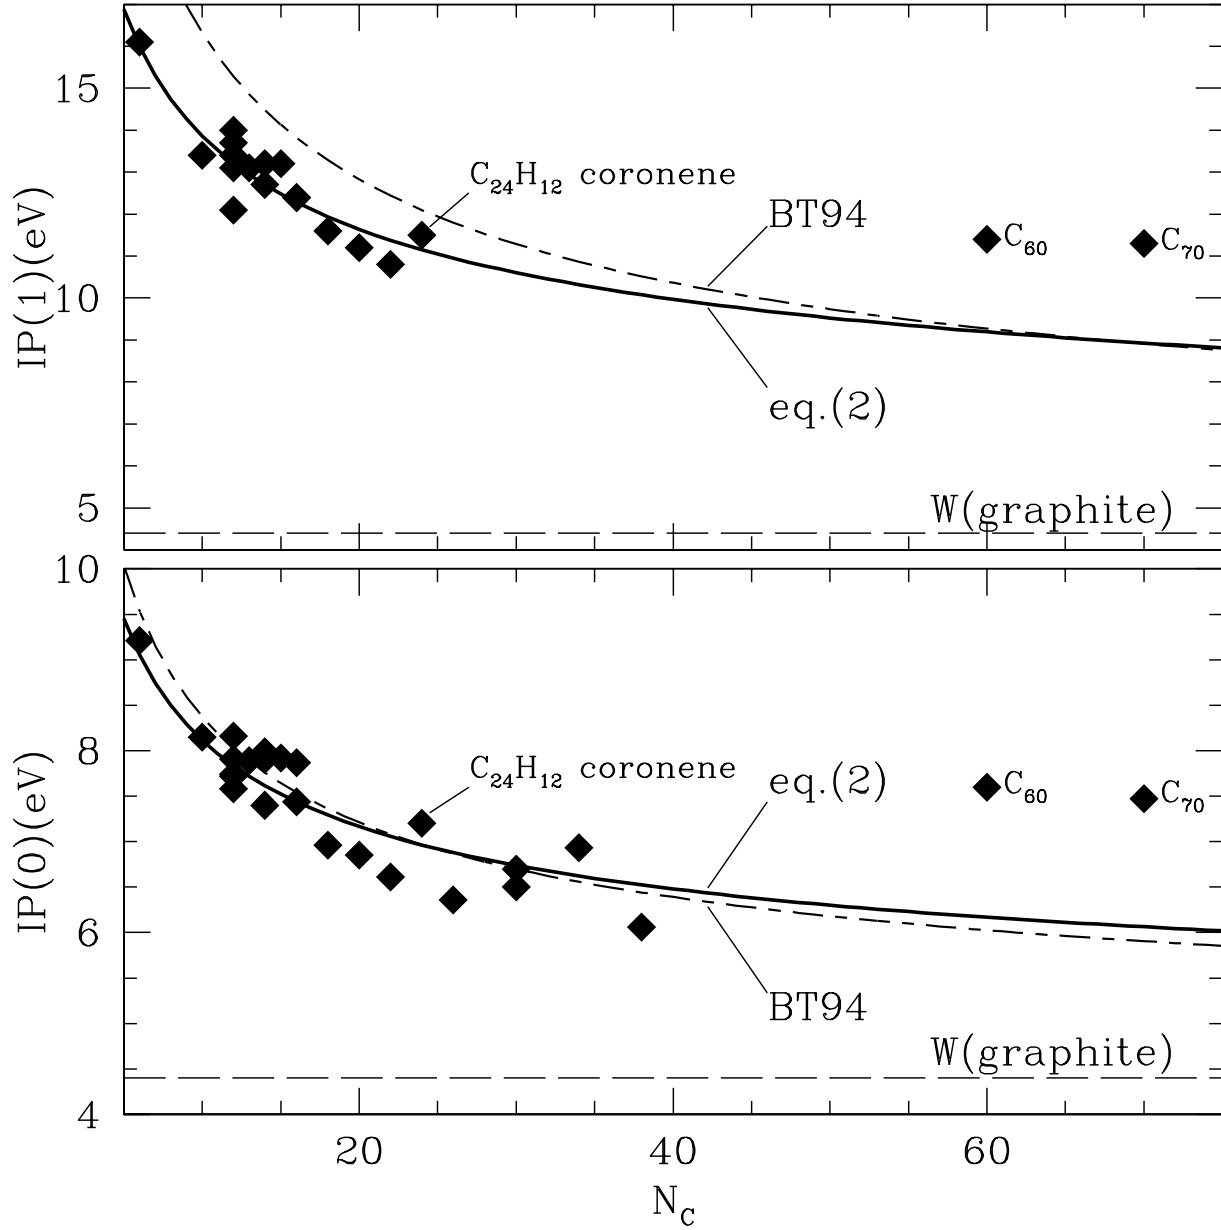 15
10
5
IP(1)(eV)
C24H12 coronene
BT94
C60
C70
eq.(2)
W(graphite)
10
8
6
4
IP(0)(eV)
C24H12 coronene
eq.(2)
C60
C70
BT94
W(graphite)
20
40
60
NC